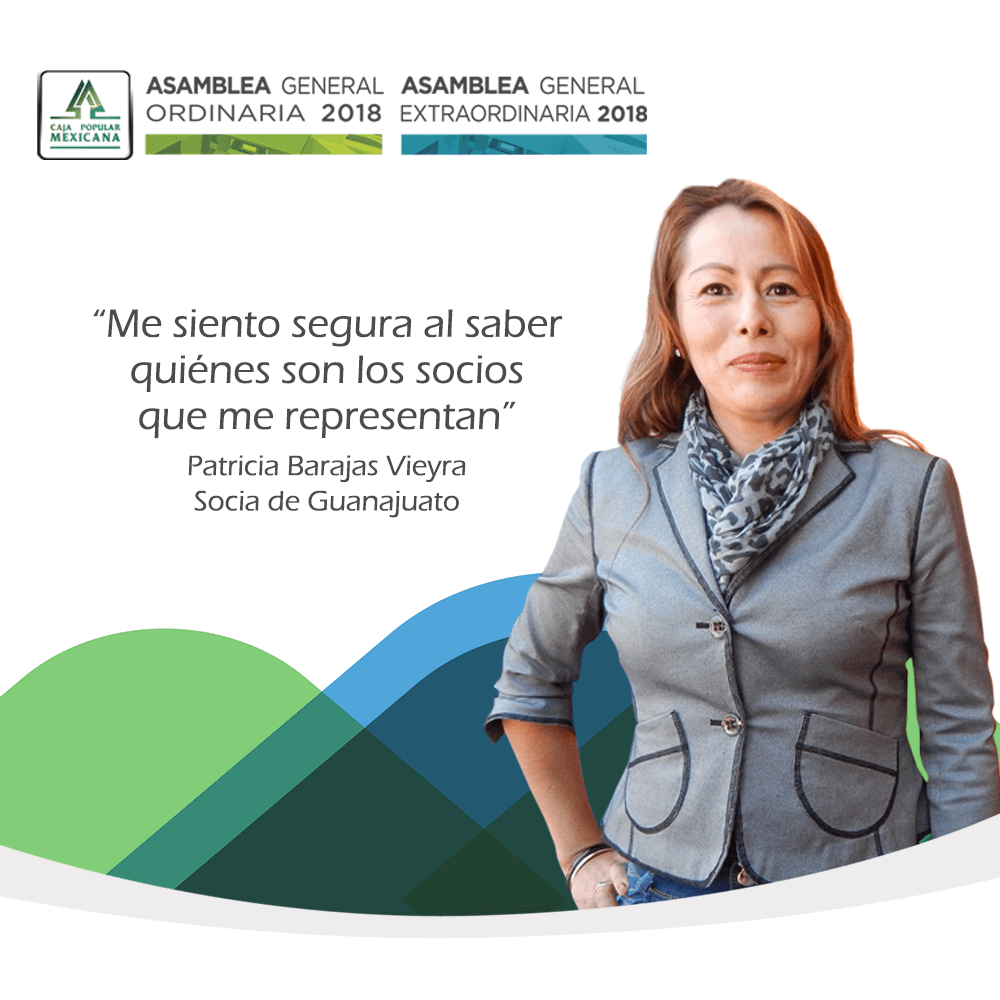 CAJA POPULAR
MEXICANA
ASAMBLEA GENERAL
ORDINARIA 2018
ASAMBLEA GENERAL
EXTRAORDINARIA 2018
“Me siento segura al saber
quiénes son los socios
que me representan”
Patricia Barajas Vieyra
Socia de Guanajuato